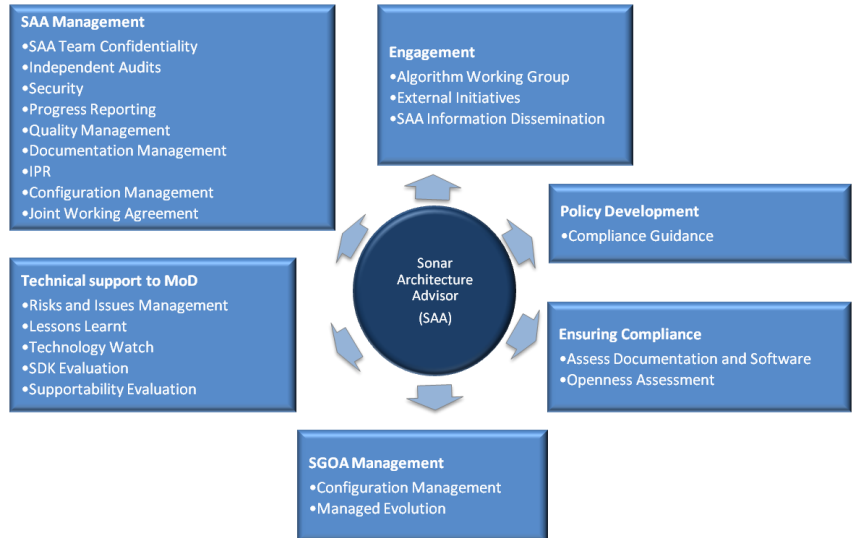 SAA Management
•SAA Team Confidentiality
•Independent Audits
•Security
•Progress Reporting
•Quality Management
•Documentation Management
•IPR
•Configuration Management
•Joint Working Agreement
Engagement
•Algorithm Working Group
•External Initiatives
•SAA Information Dissemination
Policy Development
•Compliance Guidance
Sonar
Architecture
Advisor
(SAA)
Technical support to MoD
•Risks and Issues Management
•Lessons Learnt
•Technology Watch
•SDK Evaluation
•Supportability Evaluation
Ensuring Compliance
•Assess Documentation and Software
•Openness Assessment
SGOA Management
•Configuration Management
•Managed Evolution